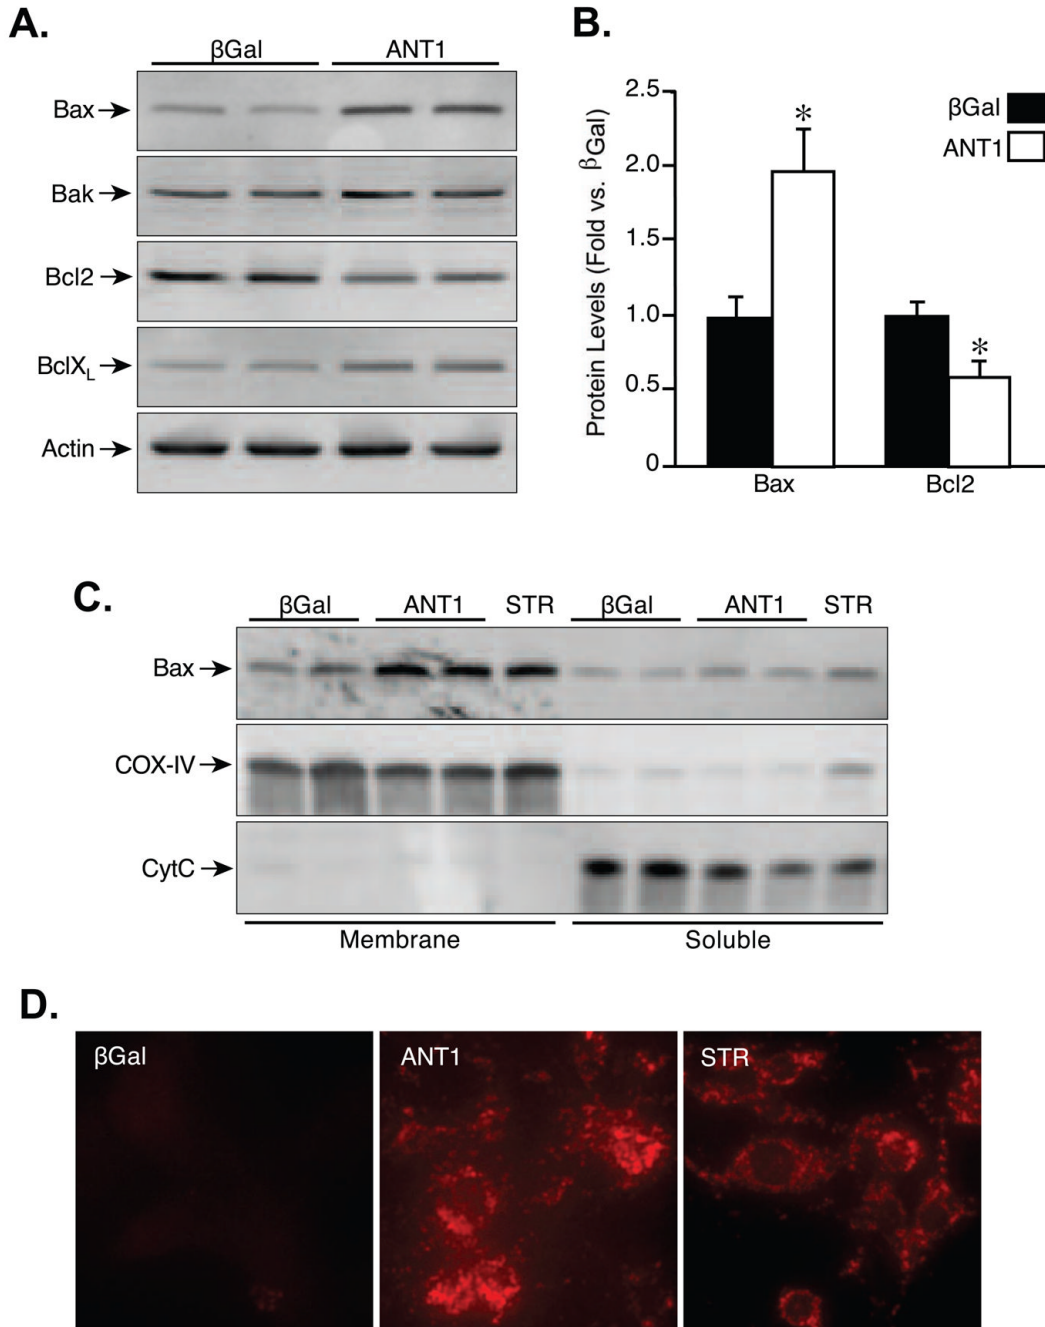 A.
βGal ANT1
Bax
Bak
Bcl2
BclXL
Actin
B.
Protein Levels (Fold vs. βGal)
2.5
2.0
1.5
1.0
0.5
0
*
*
βGal
ANT1
Bax Bcl2
C.
βGal ANT1 STR βGal ANT1 STR
Bax
COX-IV
CytC
Membrane Soluble
D.
βGal ANT1 STR